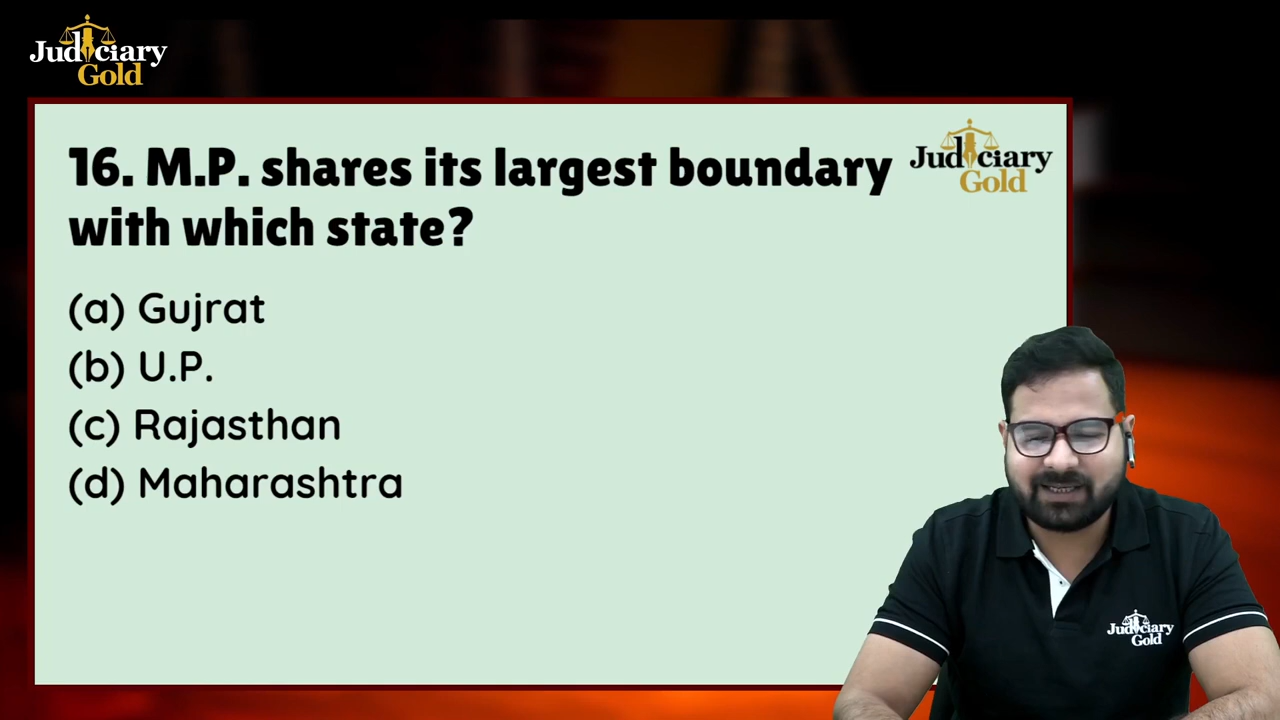 Judiciary
Gold
16. M.P. shares its largest boundary
with which state?
Judiciary
Gold
(a) Gujrat
(b) U.P.
(c) Rajasthan
(d) Maharashtra
Judiciary
Gold